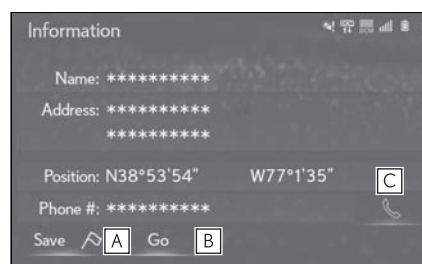 Information
Name: **********
Address: **********
**********
Position: N38°53'54" W77°1'35"
C
Phone #: **********
Save A Go B